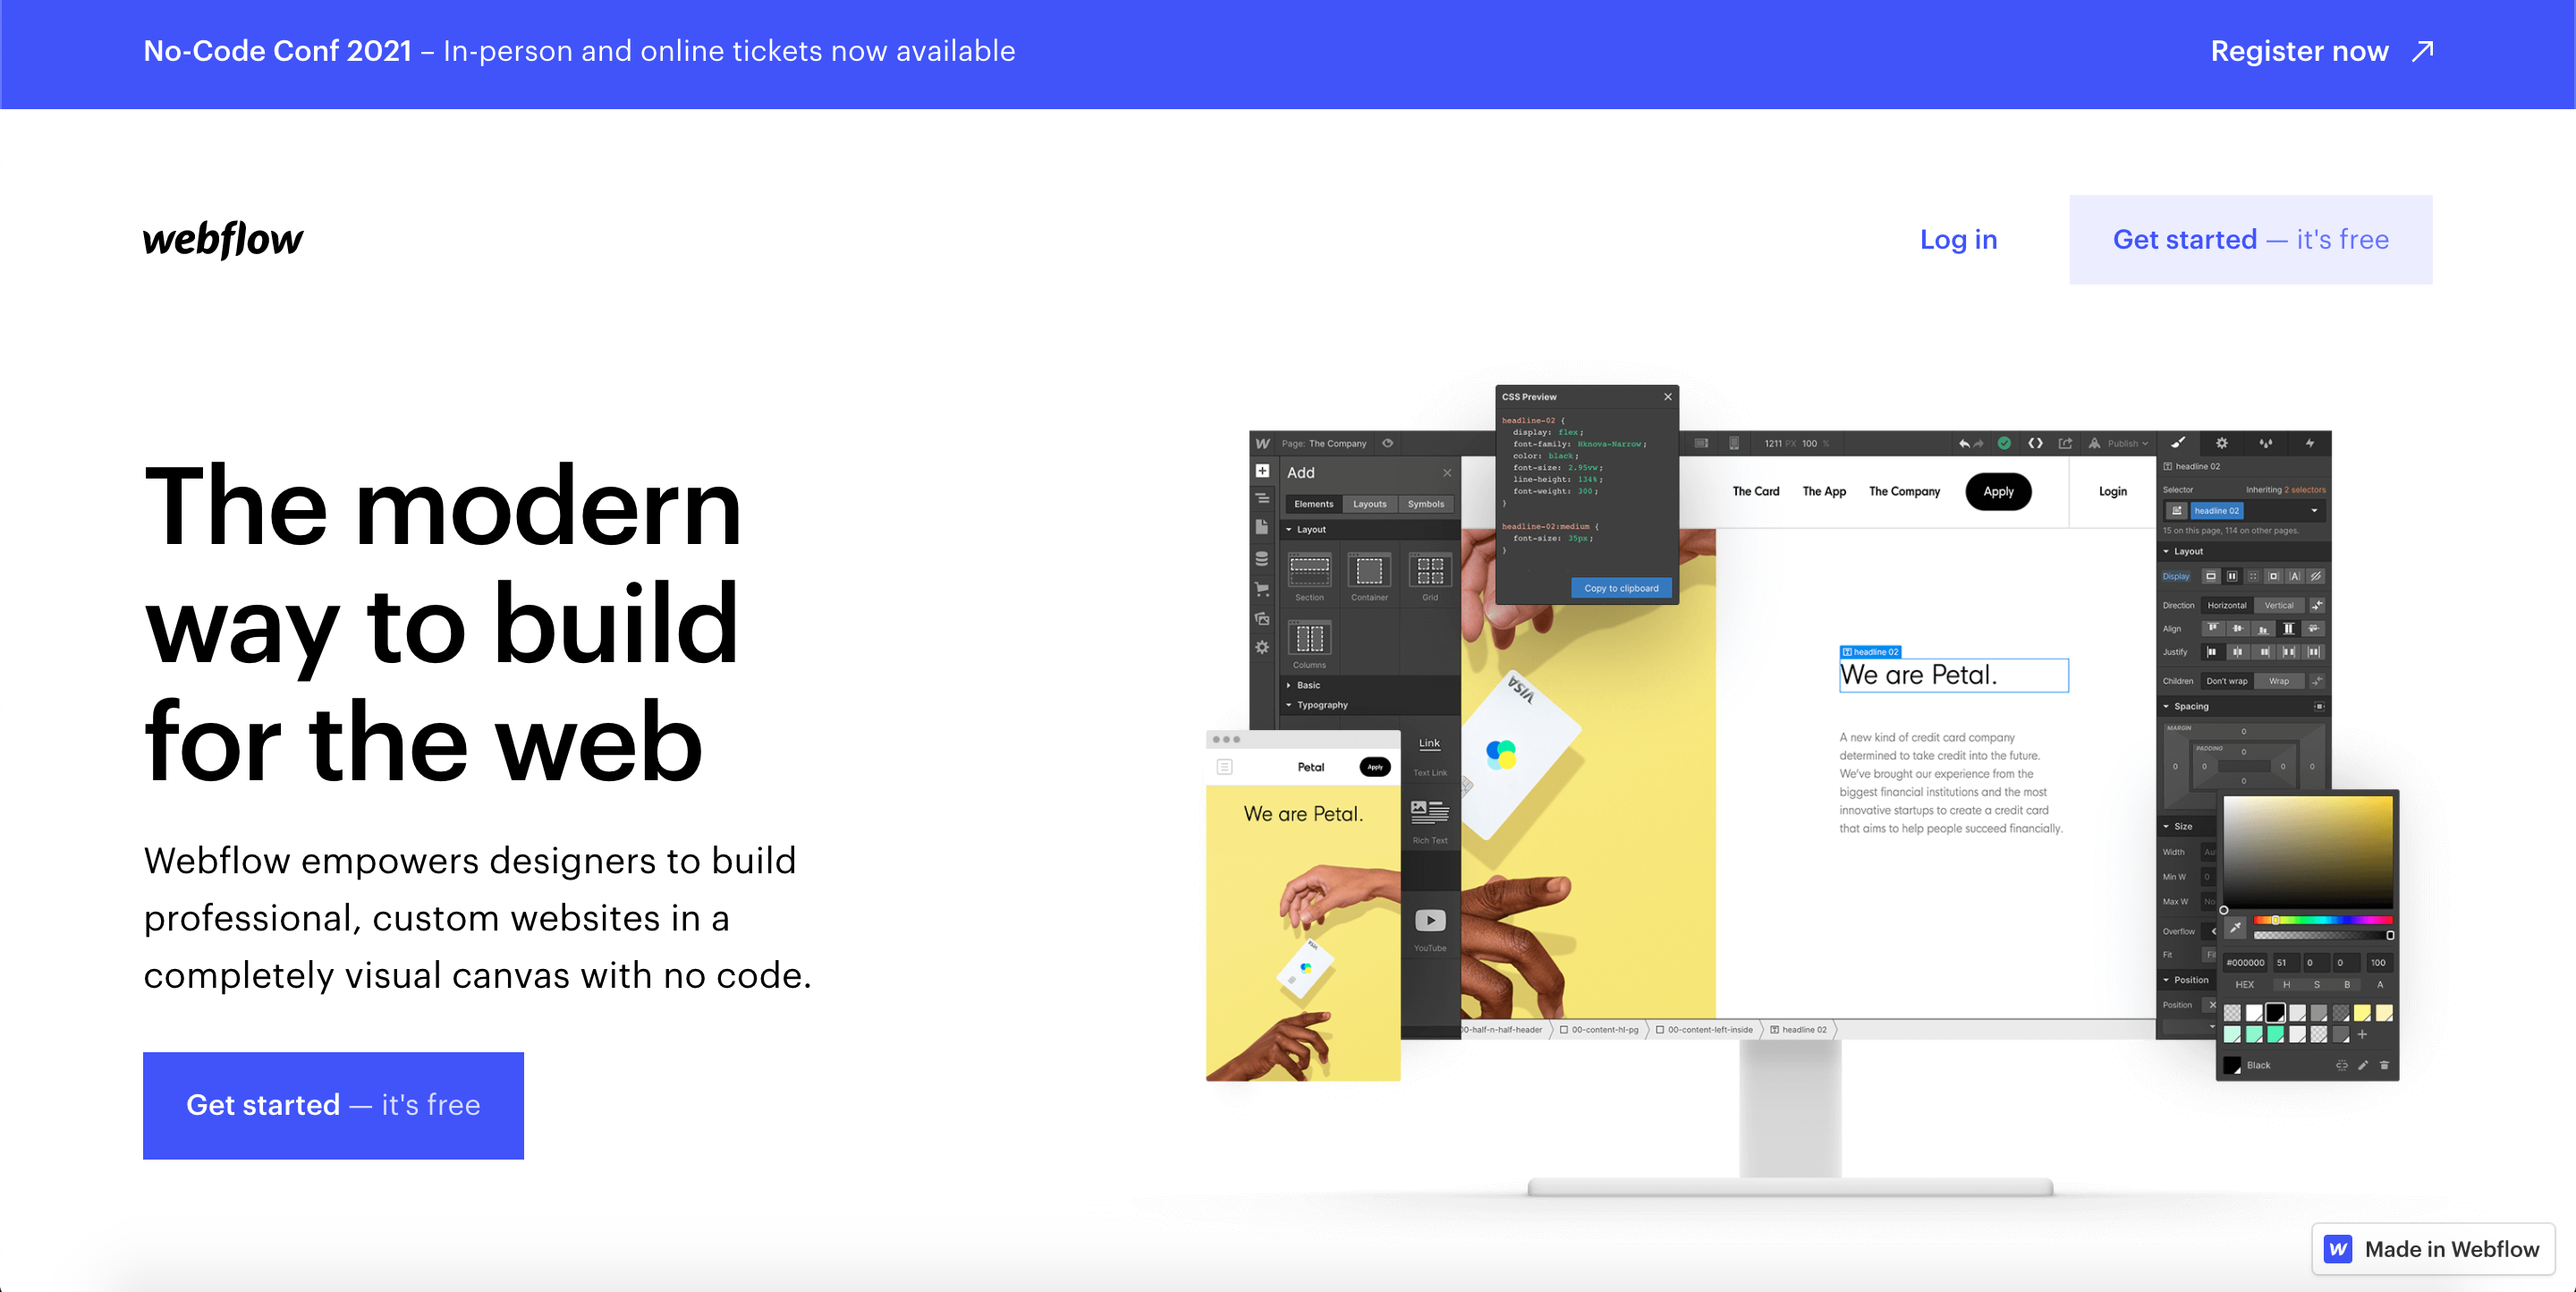 No-Code Conf 2021 – In-person and online tickets now available
Register now
webflow
Log in
Get started — it's free
The modern
way to build
for the web
Webflow empowers designers to build
professional, custom websites in a
completely visual canvas with no code.
Get started — it's free
CSS Preview
headline-02 {
display: flex;
font-family: Hknova-Narrow;
color: black;
font-size: 2.95vw;
line-height: 134%;
font-weight: 300;
}
headline-02:medium {
font-size: 35px;
}
Copy to clipboard
Page: The Company
1211 PX 100 %
Publish
Add
Elements
Layouts
Symbols
Layout
Section
Container
Grid
Columns
Basic
Typography
Link
Text Link
Rich Text
YouTube
The Card
The App
The Company
Apply
Login
VISA
headline 02
We are Petal.
A new kind of credit card company
determined to take credit into the future.
We've brought our experience from the
biggest financial institutions and the most
innovative startups to create a credit card
that aims to help people succeed financially.
00-content-hl-pg
00-content-left-inside
headline 02
Petal
Apply
We are Petal.
VISA
headline 02
Selector
Inheriting 2 selectors
headline 02
15 on this page, 114 on other pages.
Layout
Display
Direction
Horizontal
Vertical
Align
Justify
Children
Don't wrap
Wrap
Spacing
MARGIN
0
PADDING
0
0
0
0
0
0
Size
Width
Min W
0
Max W
Overflow
Fit
Position
Position
#000000
51
0
0
100
HEX
H
S
B
A
Black
Made in Webflow